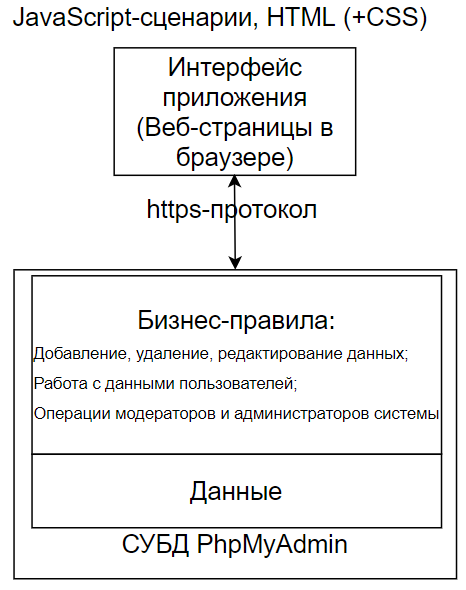 JavaScript-сценарии, HTML (+CSS)
Интерфейс
приложения
(Веб-страницы в
браузере)
https-протокол
Бизнес-правила:
Добавление, удаление, редактирование данных;
Работа с данными пользователей;
Операции модераторов и администраторов системы
Данные
СУБД PhpMyAdmin